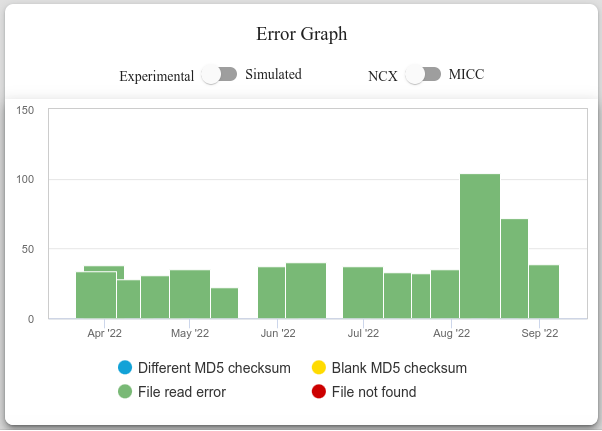 Error Graph
Experimental Simulated NCX MICC
150
100
50
0
Apr '22 May '22 Jun '22 Jul '22 Aug '22 Sep '22
Different MD5 checksum Blank MD5 checksum
File read error File not found